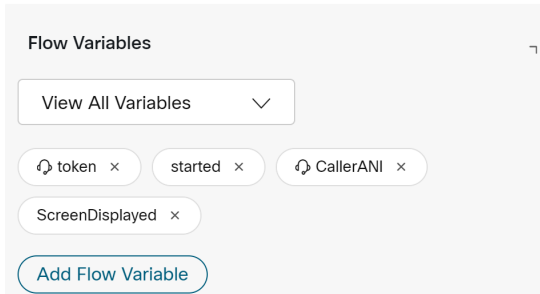 Flow Variables
View All Variables
token × started × CallerANI ×
ScreenDisplayed ×
Add Flow Variable